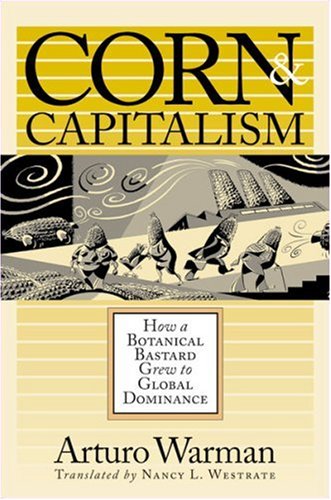 CORN &
CAPITALISM
How a
BOTANICAL
BASTARD
Grew to
GLOBAL
DOMINANCE
Arturo Warman
Translated by NANCY L. WESTRATE